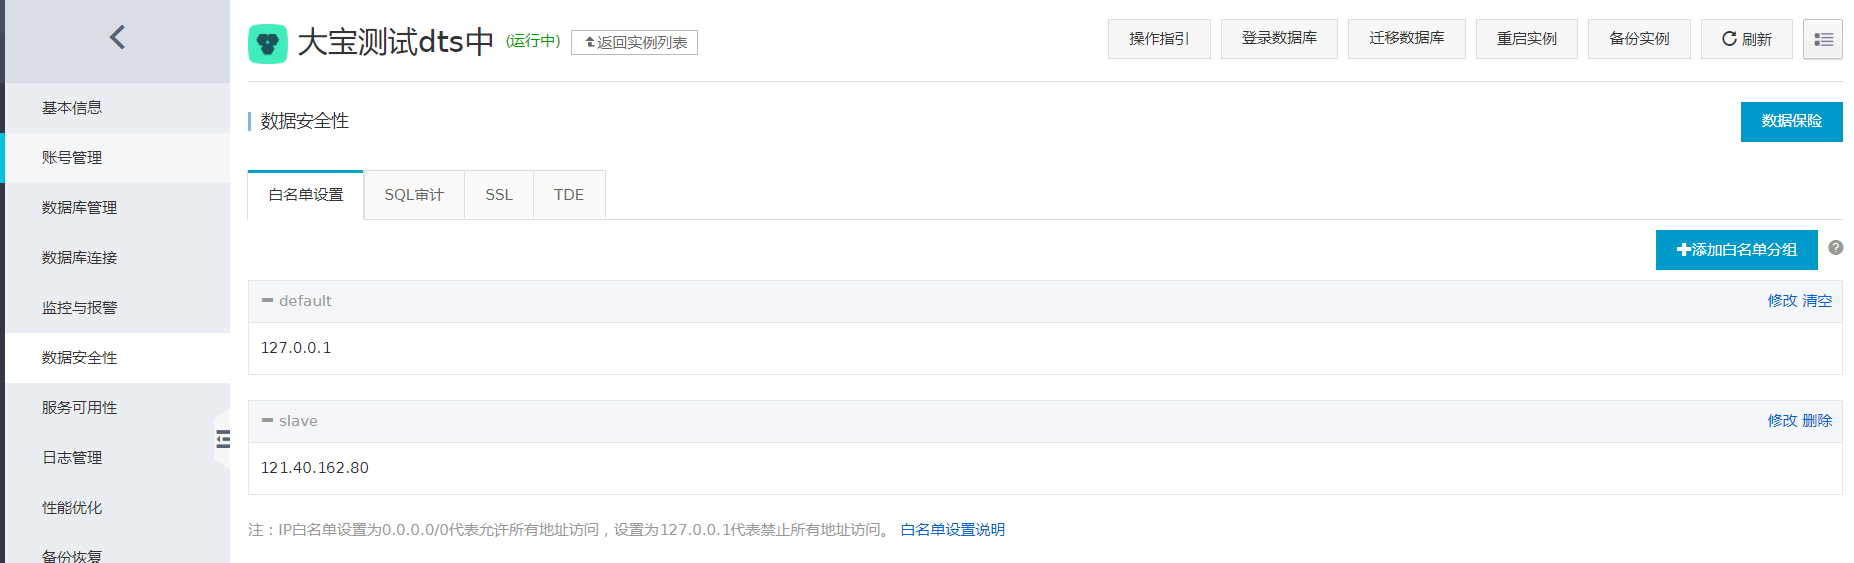 大宝测试dts中 (运行中) 返回实例列表
操作指引 登录数据库 迁移数据库 重启实例 备份实例 刷新
基本信息
账号管理
数据库管理
数据库连接
监控与报警
数据安全性
服务可用性
日志管理
性能优化
备份恢复
数据安全性 数据保险
白名单设置 SQL审计 SSL TDE
添加白名单分组 ?
default 修改 清空
127.0.0.1
slave 修改 删除
121.40.162.80
注：IP白名单设置为0.0.0.0/0代表允许所有地址访问，设置为127.0.0.1代表禁止所有地址访问。 白名单设置说明